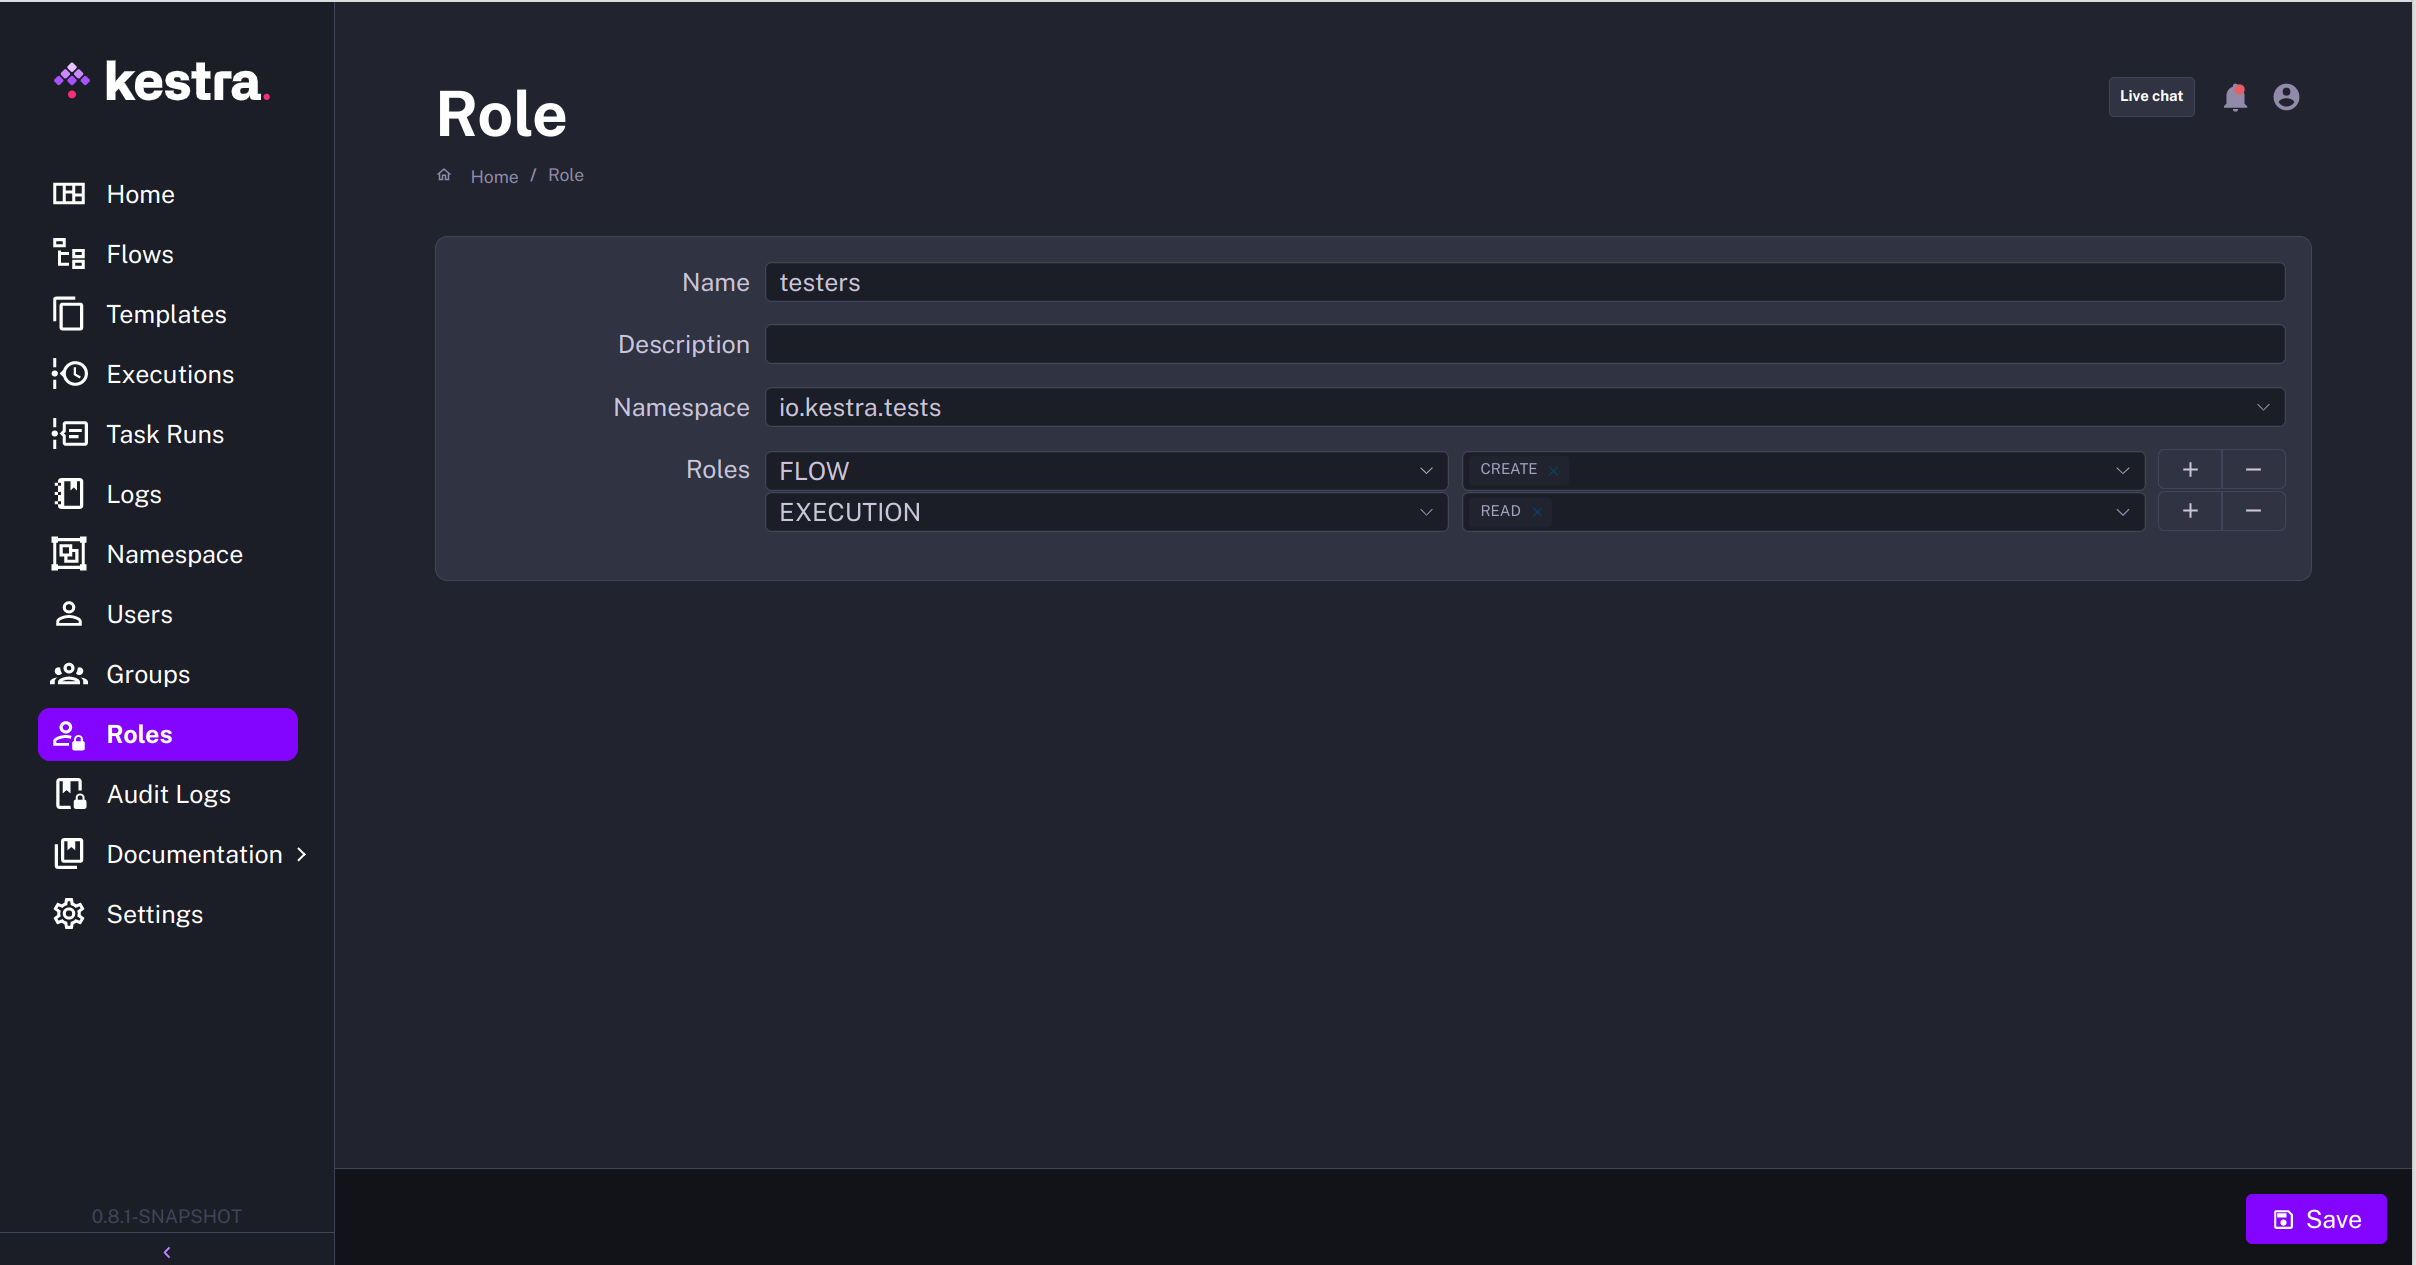 kestra.
Home
Flows
Templates
Executions
Task Runs
Logs
Namespace
Users
Groups
Roles
Audit Logs
Documentation
Settings
0.8.1-SNAPSHOT
Role
Home / Role
Live chat
Name testers
Description
Namespace io.kestra.tests
Roles FLOW CREATE
EXECUTION READ
Save